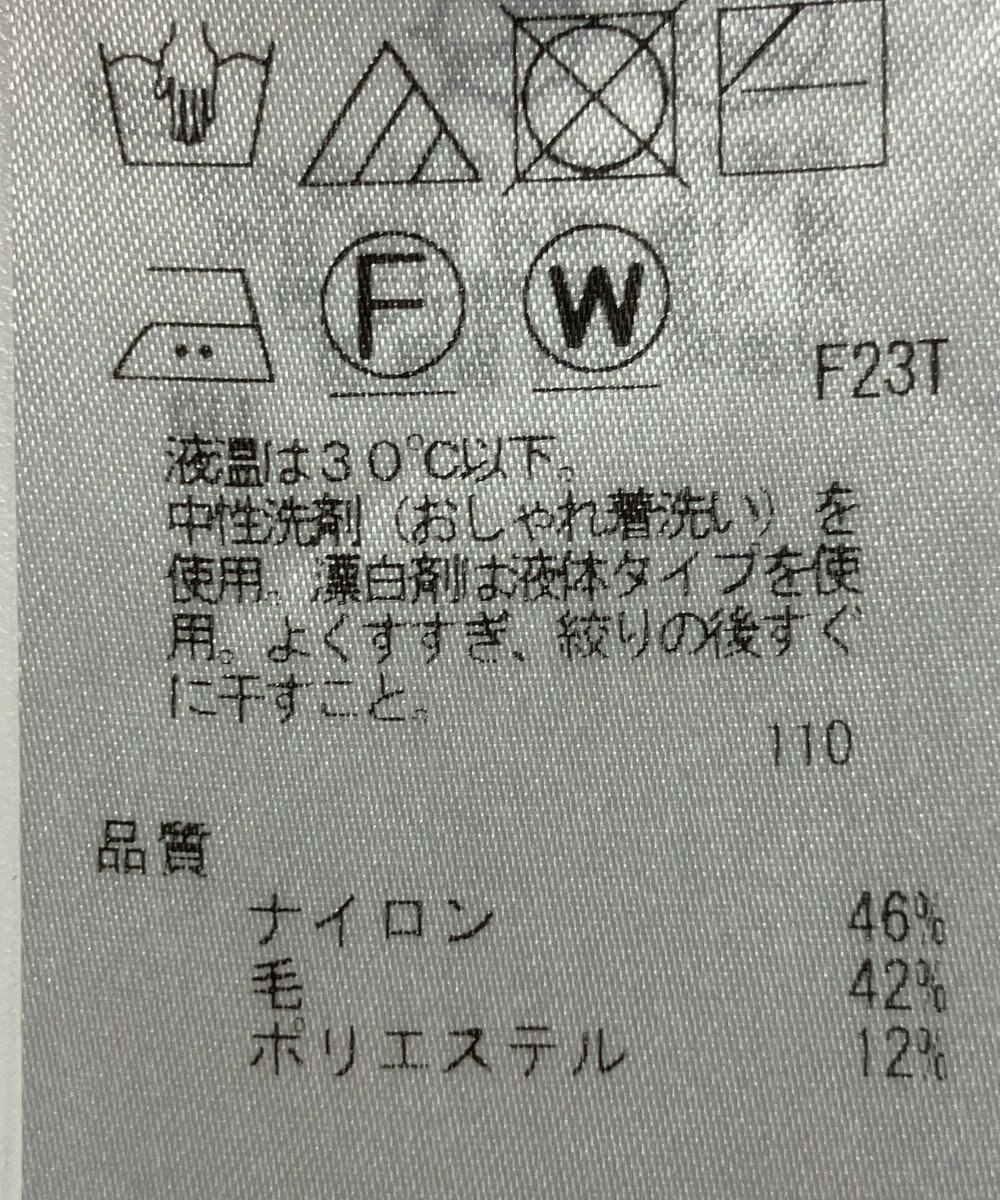 F
W
F23T
液温は30℃以下。
中性洗剤（おしゃれ着洗い）を
使用。漂白剤は液体タイプを使
用。よくすすぎ、絞りの後すぐ
に干すこと。
110
品質
ナイロン 46%
毛 42%
ポリエステル 12%